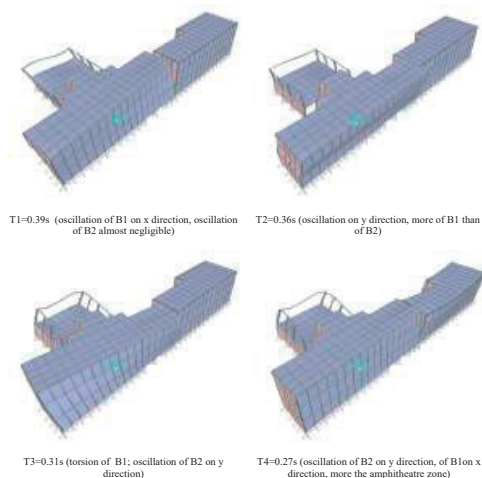 T1=0.39s (oscillation of B1 on x direction, oscillation
of B2 almost negligible)
T2=0.36s (oscillation on y direction, more of B1 than
of B2)
T3=0.31s (torsion of B1; oscillation of B2 on y
direction)
T4=0.27s (oscillation of B2 on y direction, of B1on x
direction, more the amphitheatre zone)